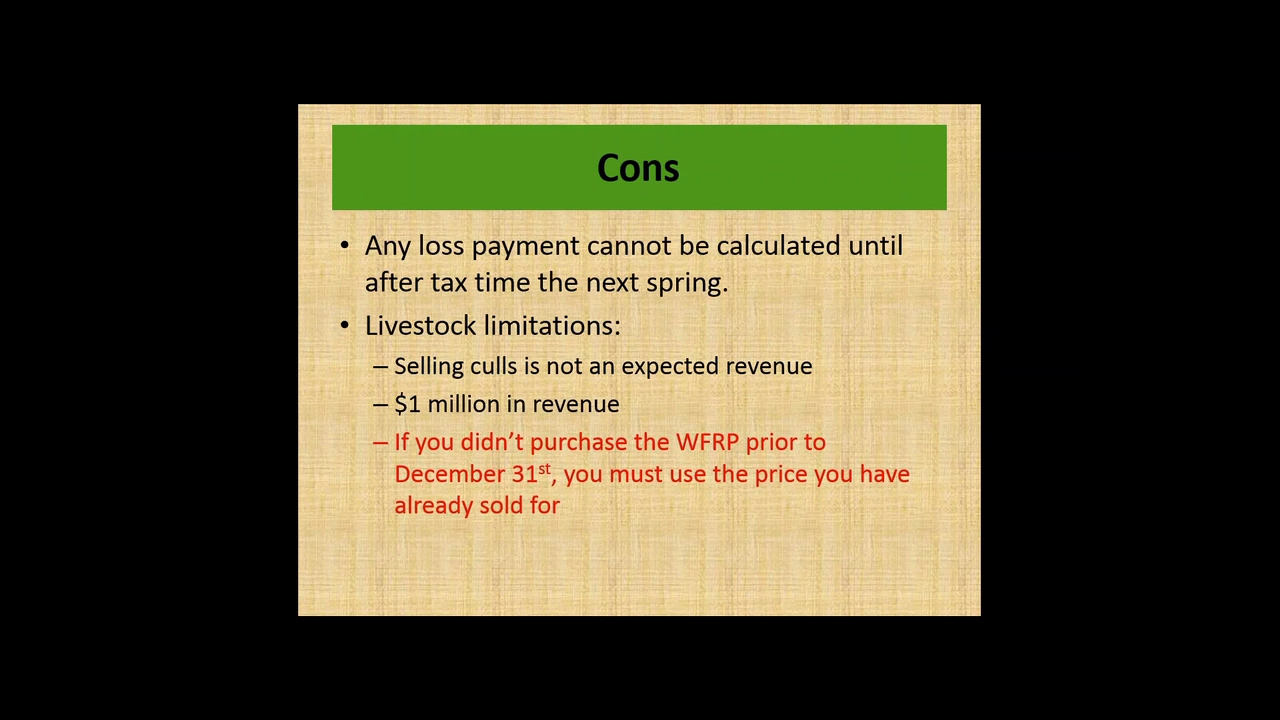 Cons
• Any loss payment cannot be calculated until
after tax time the next spring.
• Livestock limitations:
– Selling culls is not an expected revenue
– $1 million in revenue
– If you didn’t purchase the WFRP prior to
December 31st, you must use the price you have
already sold for